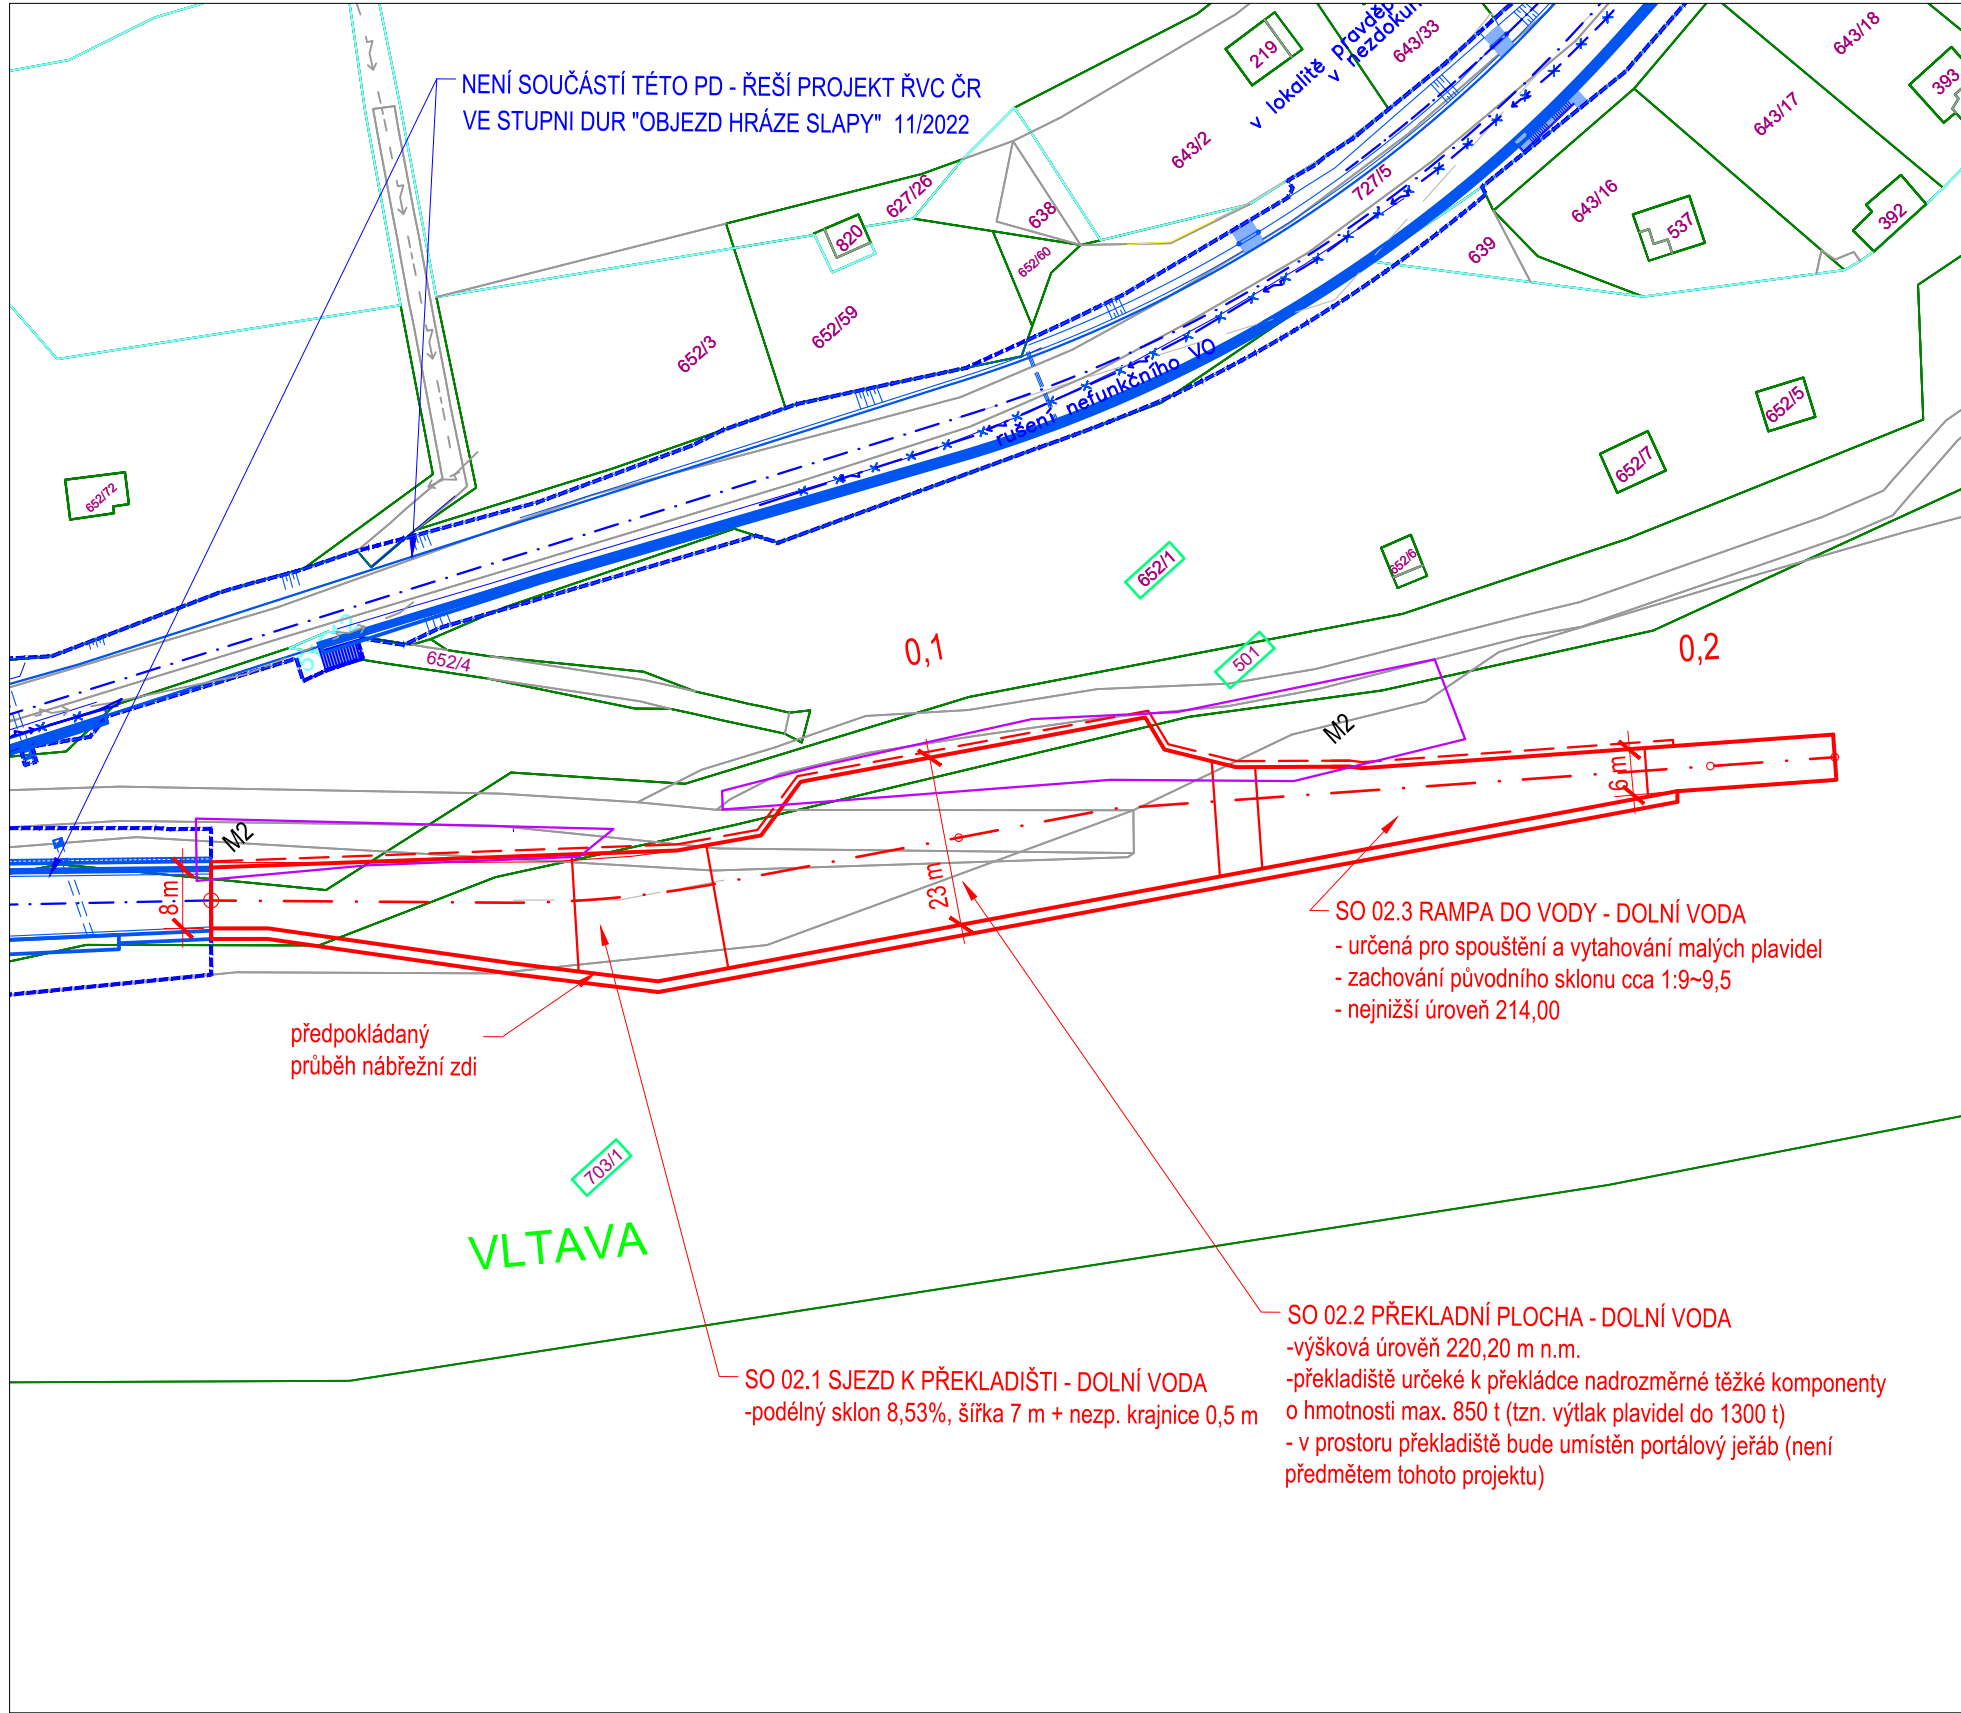 NENÍ SOUČÁSTÍ TÉTO PD - ŘEŠÍ PROJEKT ŘVC ČR
VE STUPNI DUR "OBJEZD HRÁZE SLAPY" 11/2022
v lokalitě pravděp
v nezdokum
219
643/33
643/18
393
643/17
643/2
727/5
643/16
537
392
639
627/26
638
820
652/60
652/59
652/3
rušení nefunkčního VO
652/5
652/7
652/72
652/6
652/1
652/4
0,1
501
0,2
M2
M2
8 m
23 m
6 m
SO 02.3 RAMPA DO VODY - DOLNÍ VODA
- určená pro spouštění a vytahování malých plavidel
- zachování původního sklonu cca 1:9~9,5
- nejnižší úroveň 214,00
předpokládaný
průběh nábřežní zdi
703/1
VLTAVA
SO 02.2 PŘEKLADNÍ PLOCHA - DOLNÍ VODA
-výšková úrověň 220,20 m n.m.
-překladiště určeké k překládce nadrozměrné těžké komponenty
o hmotnosti max. 850 t (tzn. výtlak plavidel do 1300 t)
- v prostoru překladiště bude umístěn portálový jeřáb (není
předmětem tohoto projektu)
SO 02.1 SJEZD K PŘEKLADIŠTI - DOLNÍ VODA
-podélný sklon 8,53%, šířka 7 m + nezp. krajnice 0,5 m